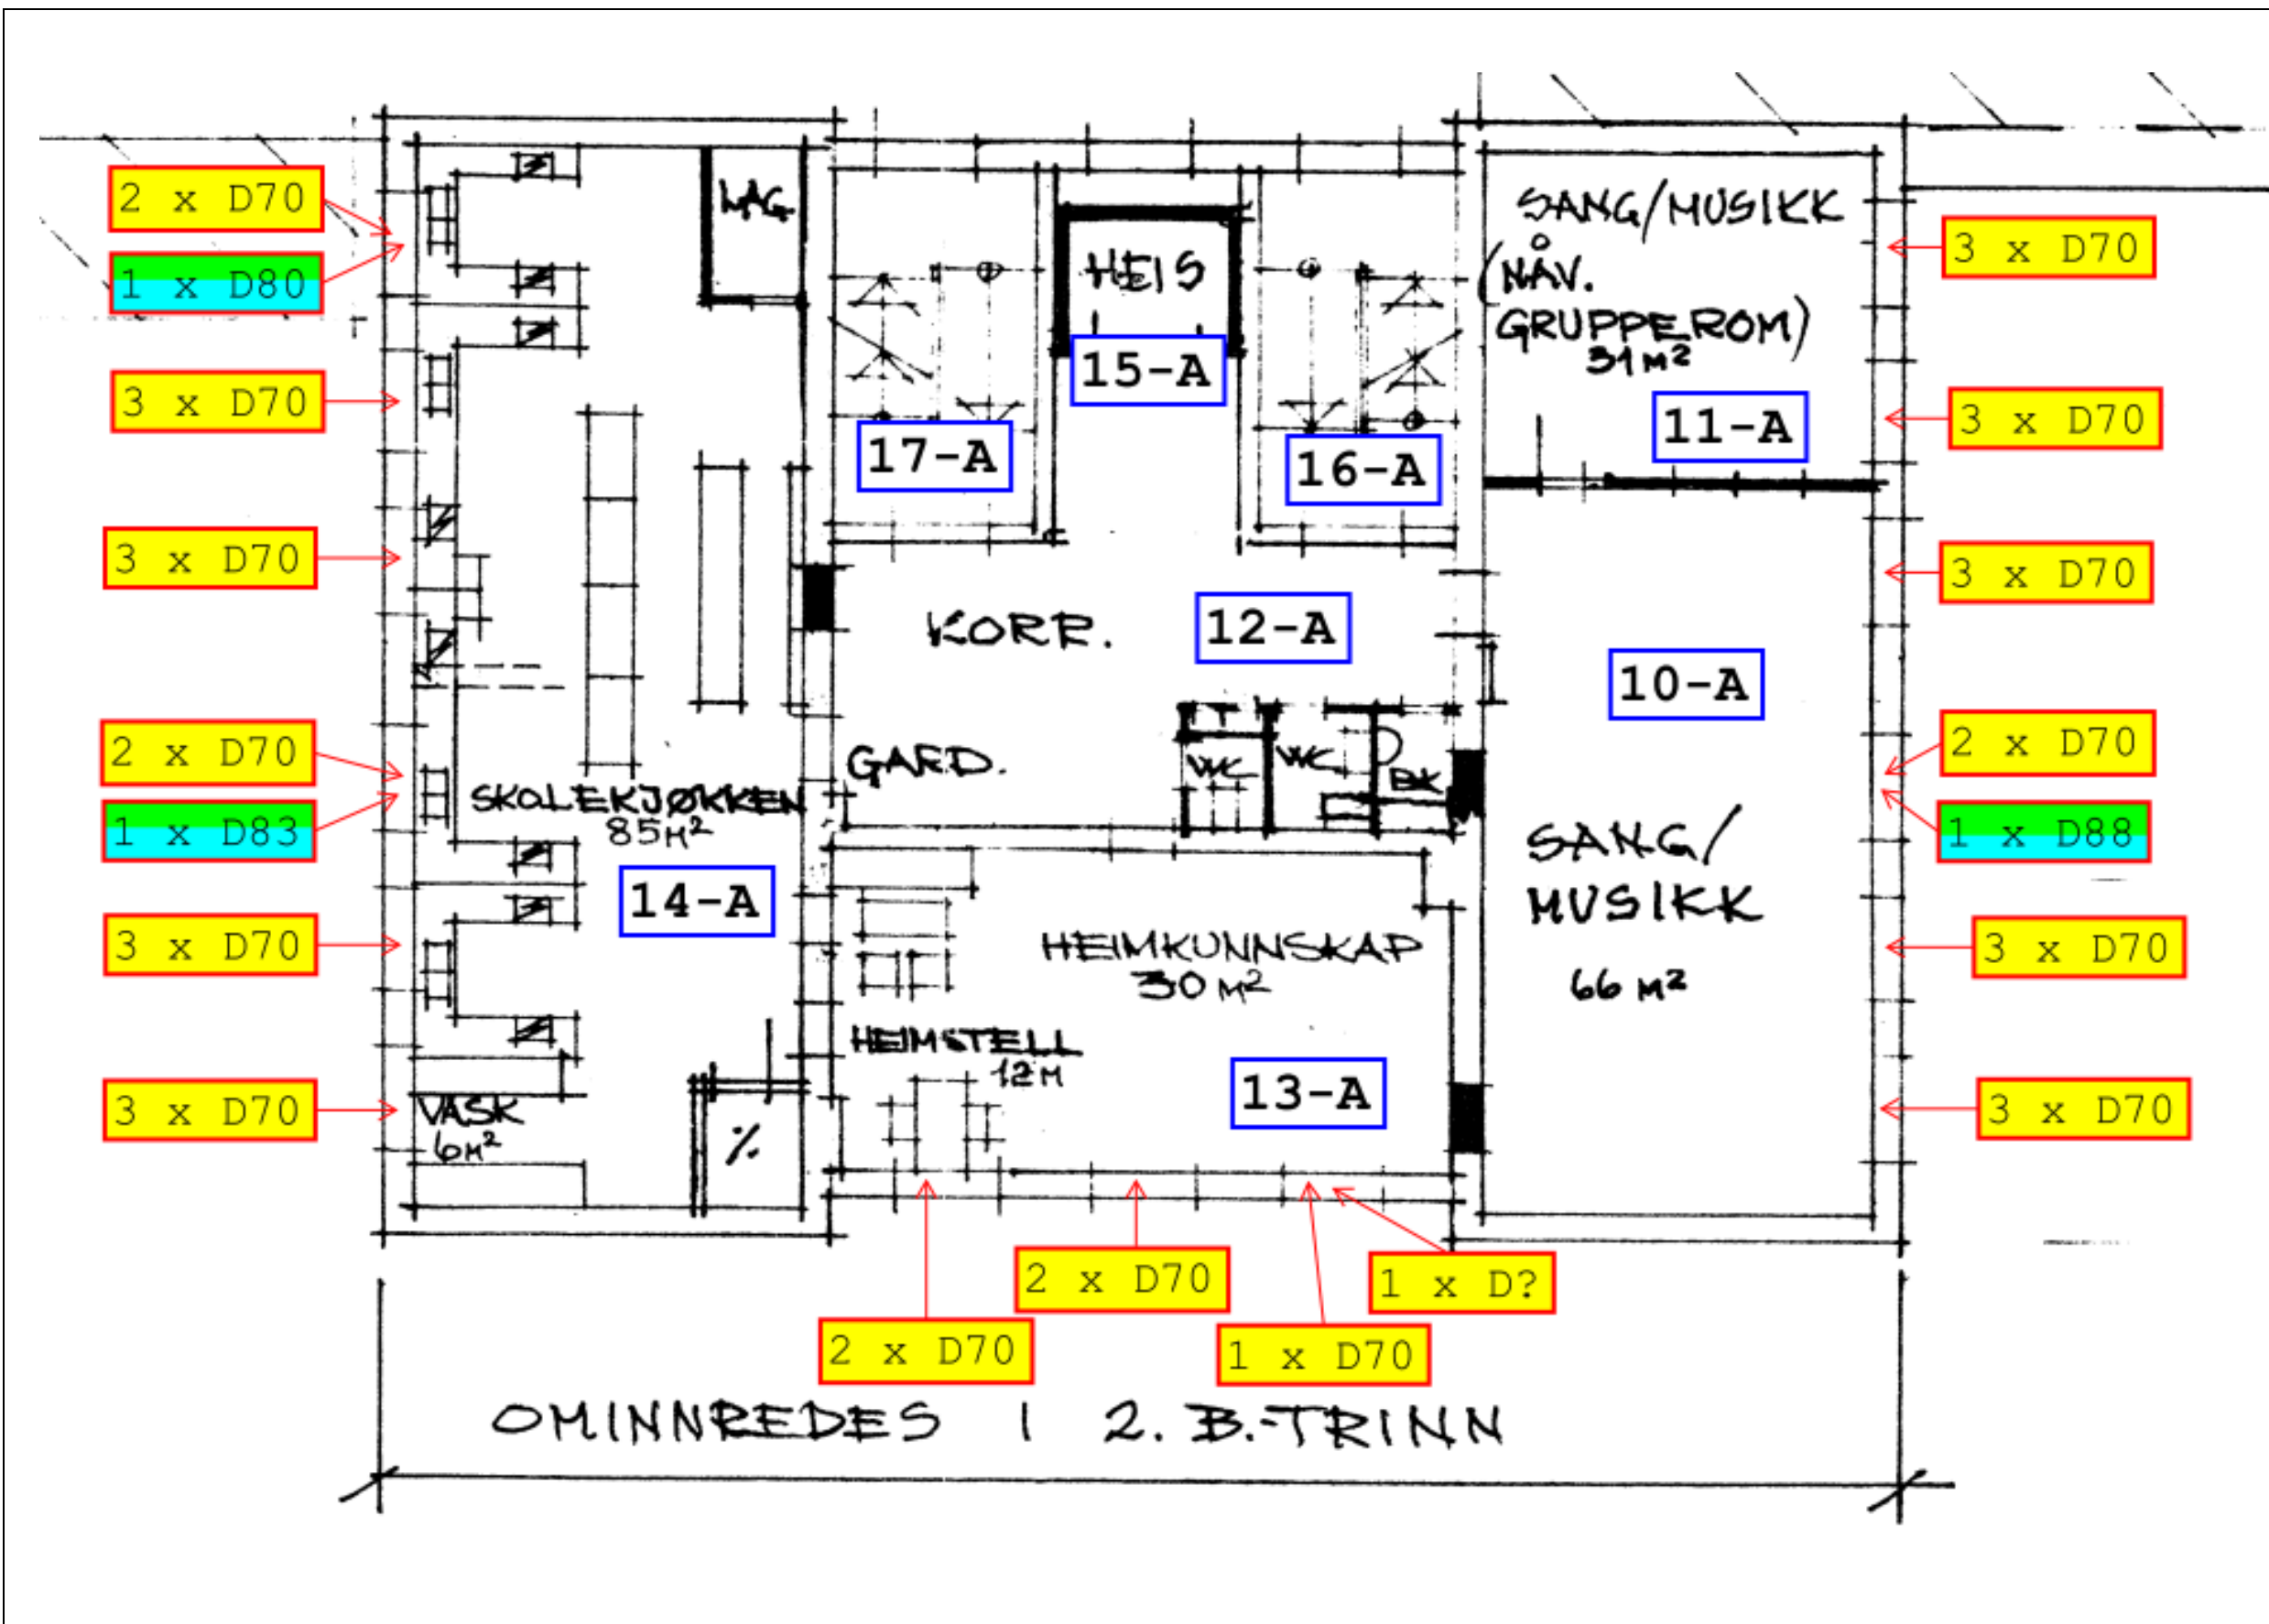 2 x D70
1 x D80
3 x D70
3 x D70
2 x D70
1 x D83
3 x D70
3 x D70
LAG.
HEIS
15-A
17-A
16-A
SANG/MUSIKK
(NÅV.
GRUPPEROM)
31 M²
11-A
3 x D70
3 x D70
3 x D70
2 x D70
1 x D88
3 x D70
3 x D70
KORR.
12-A
10-A
GARD.
WC
WC
BK
SKOLEKJØKKEN
85 M²
14-A
SANG/
MUSIKK
66 M²
HEIMKUNNSKAP
30 M²
HEIMSTELL
12 M
13-A
VASK
6 M²
2 x D70
2 x D70
1 x D70
1 x D?
OMINNREDES I 2. B.-TRINN